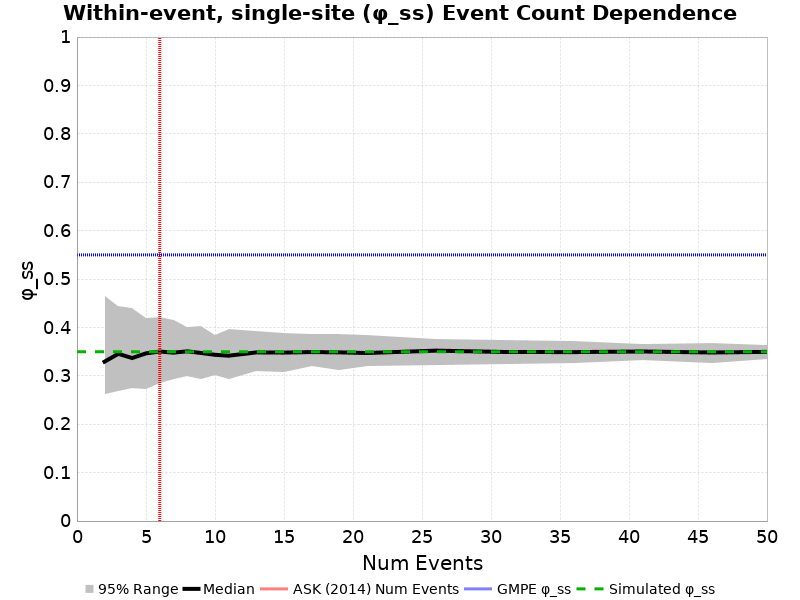 Within-event, single-site (φ_ss) Event Count Dependence
1
0.9
0.8
0.7
0.6
0.5
0.4
0.3
0.2
0.1
0
φ_ss
0 5 10 15 20 25 30 35 40 45 50
Num Events
95% Range Median ASK (2014) Num Events GMPE φ_ss Simulated φ_ss